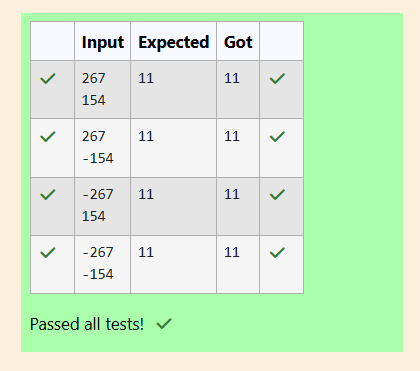 Input Expected Got
267 11 11
154
267 11 11
-154
-267 11 11
154
-267 11 11
-154
Passed all tests!